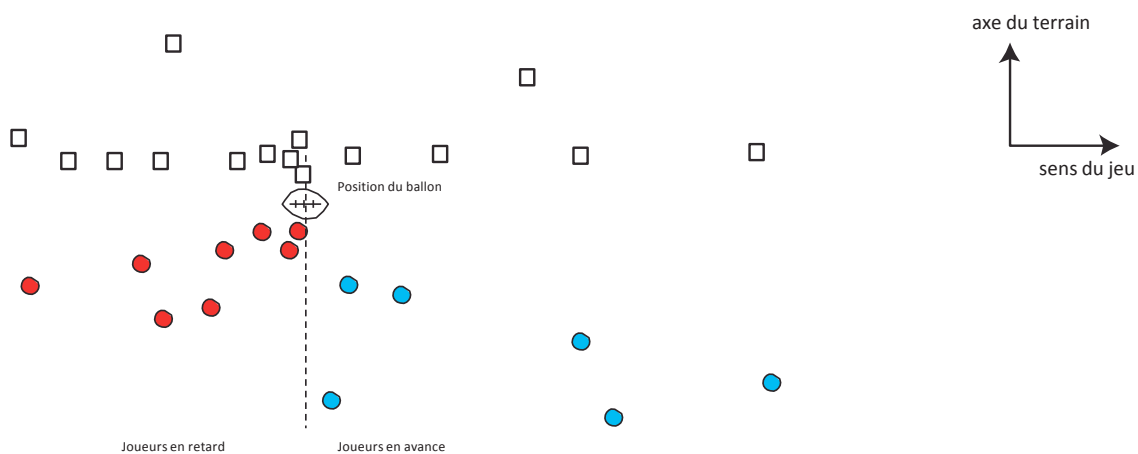 axe du terrain
sens du jeu
Position du ballon
Joueurs en retard
Joueurs en avance